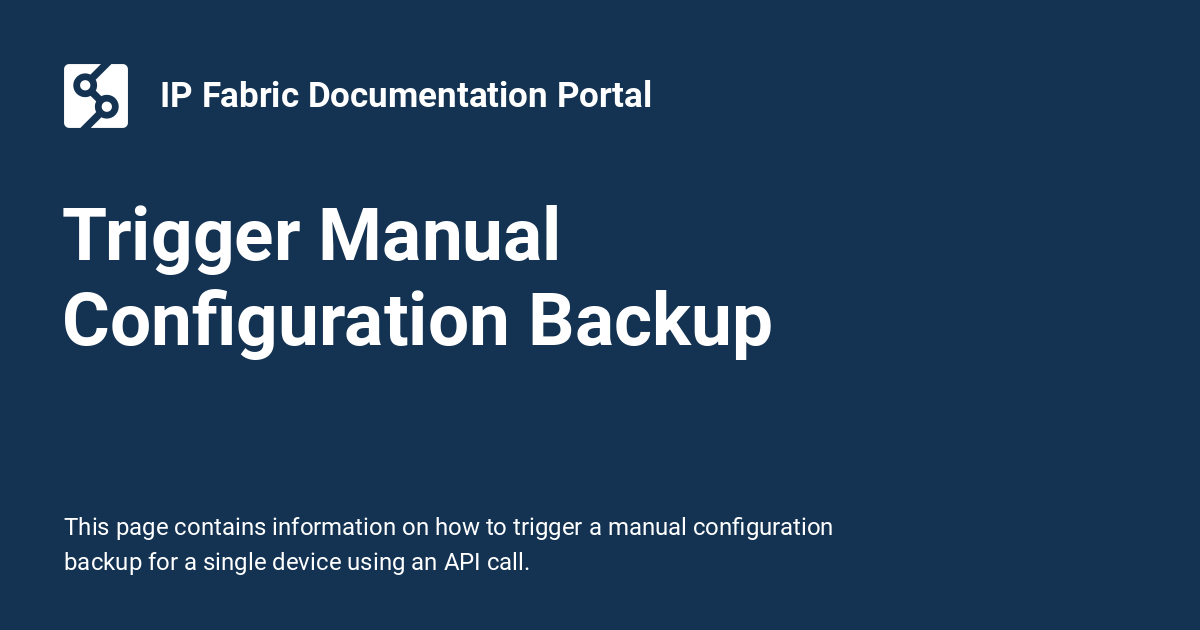 IP Fabric Documentation Portal
Trigger Manual
Configuration Backup
This page contains information on how to trigger a manual configuration
backup for a single device using an API call.